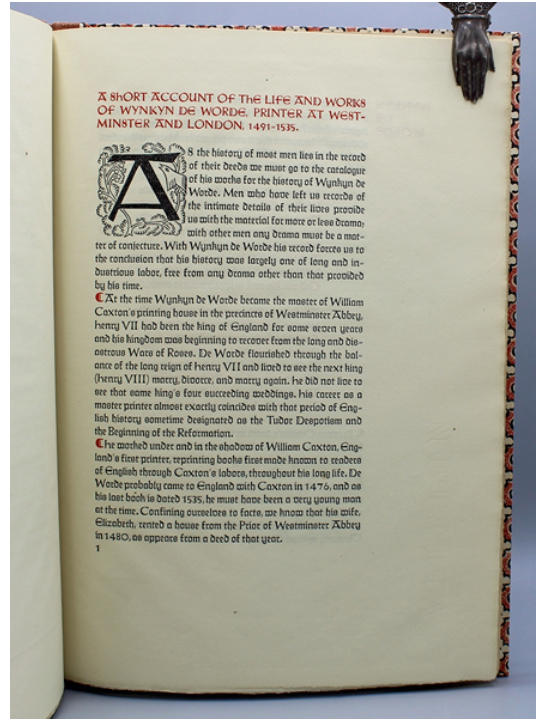 A SHORT ACCOUNT OF THE LIFE AND WORKS
OF WYNKYN DE WORDE, PRINTER AT WEST-
MINSTER AND LONDON, 1491-1535.
AS the history of most men lies in the record
of their deeds we must go to the catalogue
of his works for the history of Wynkyn de
Worde. Men who have left us records of
the intimate details of their lives provide
us with the material for more or less drama;
with other men any drama must be a mat-
ter of conjecture. With Wynkyn de Worde his record forces us to
the conclusion that his history was largely one of long and in-
dustrious labor, free from any drama other than that provided
by his time.
At the time Wynkyn de Worde became the master of William
Caxton's printing house in the precincts of Westminster Abbey,
Henry VII had been the king of England for some seven years
and his kingdom was beginning to recover from the long and dis-
astrous Wars of Roses. De Worde flourished through the bal-
ance of the long reign of Henry VII and lived to see the next king
(Henry VIII) marry, divorce, and marry again. He did not live to
see that same king's four succeeding weddings. His career as a
master printer almost exactly coincides with that period of Eng-
lish history sometime designated as the Tudor Despotism and
the Beginning of the Reformation.
He worked under and in the shadow of William Caxton, Eng-
land's first printer, reprinting books first made known to readers
of English through Caxton's labors, throughout his long life. De
Worde probably came to England with Caxton in 1476, and as
his last book is dated 1535, he must have been a very young man
at the time. Confining ourselves to facts, we know that his wife,
Elizabeth, rented a house from the Prior of Westminster Abbey
in 1480, as appears from a deed of that year.
1